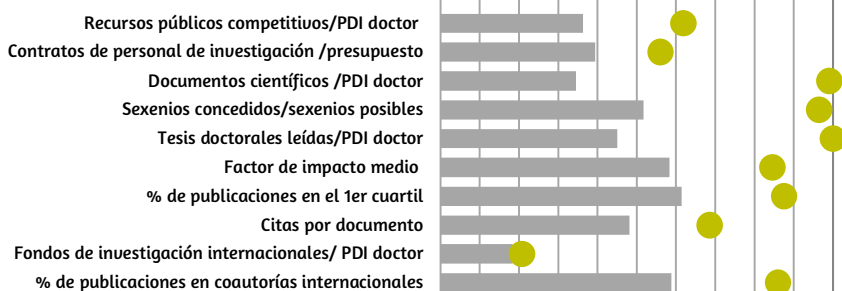 Recursos públicos competitivos/PDI doctor
Contratos de personal de investigación /presupuesto
Documentos científicos /PDI doctor
Sexenios concedidos/sexenios posibles
Tesis doctorales leídas/PDI doctor
Factor de impacto medio
% de publicaciones en el 1er cuartil
Citas por documento
Fondos de investigación internacionales/ PDI doctor
% de publicaciones en coautorías internacionales